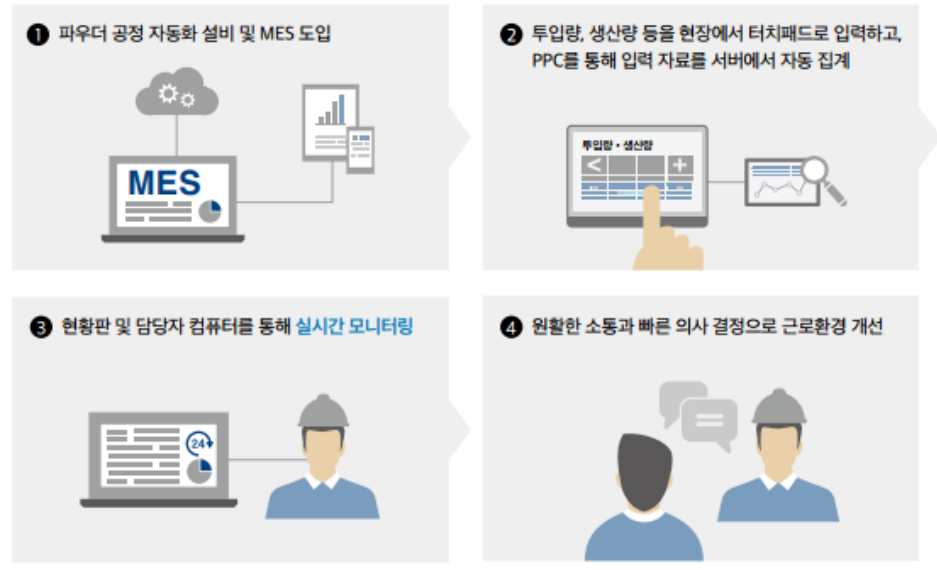 ❶ 파우더 공정 자동화 설비 및 MES 도입
MES
❷ 투입량, 생산량 등을 현장에서 터치패드로 입력하고,
PPC를 통해 입력 자료를 서버에서 자동 집계
투입량 • 생산량
< +
❸ 현황판 및 담당자 컴퓨터를 통해 실시간 모니터링
24
❹ 원활한 소통과 빠른 의사 결정으로 근로환경 개선